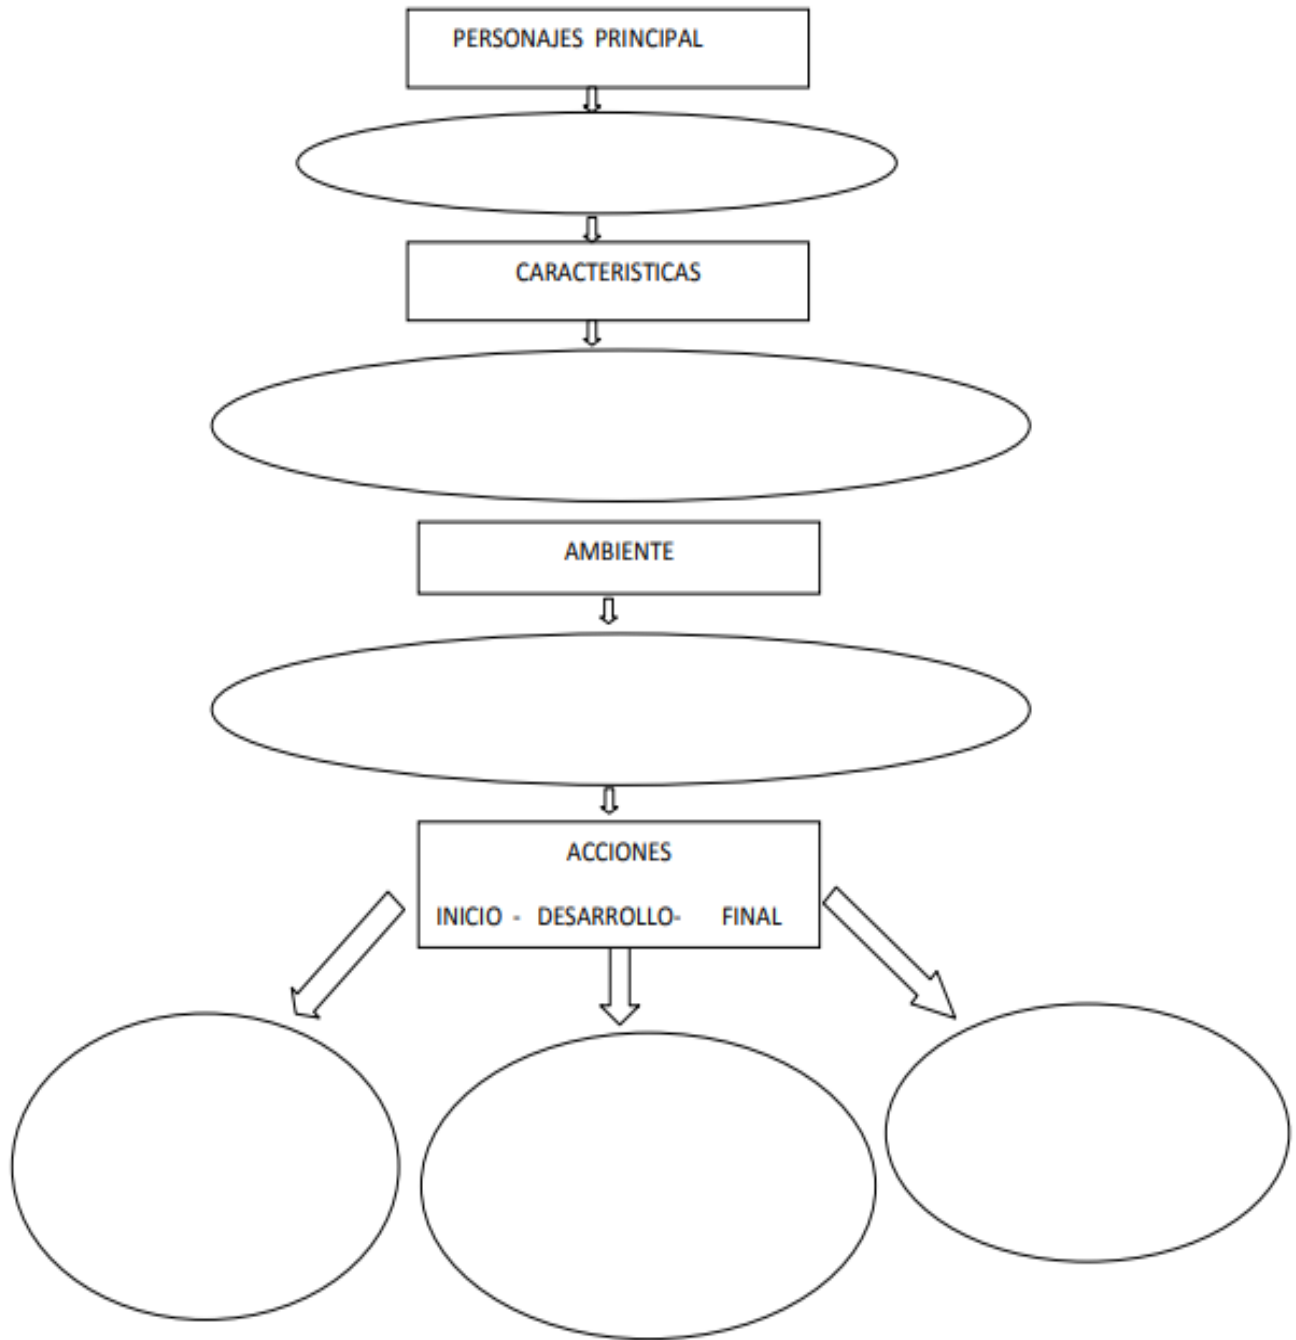 PERSONAJES PRINCIPAL
CARACTERISTICAS
AMBIENTE
ACCIONES
INICIO - DESARROLLO- FINAL